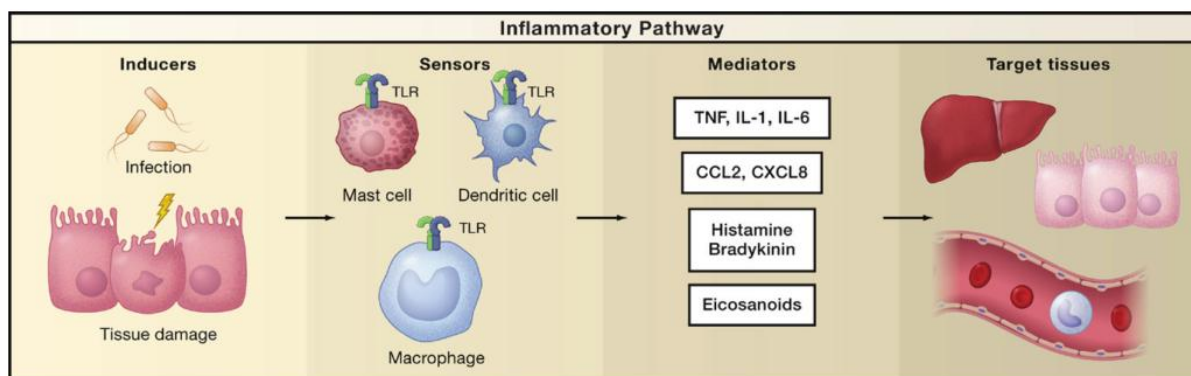 Inflammatory Pathway
Inducers
Infection
Tissue damage
Sensors
TLR
TLR
Mast cell
Dendritic cell
TLR
Macrophage
Mediators
TNF, IL-1, IL-6
CCL2, CXCL8
Histamine
Bradykinin
Eicosanoids
Target tissues